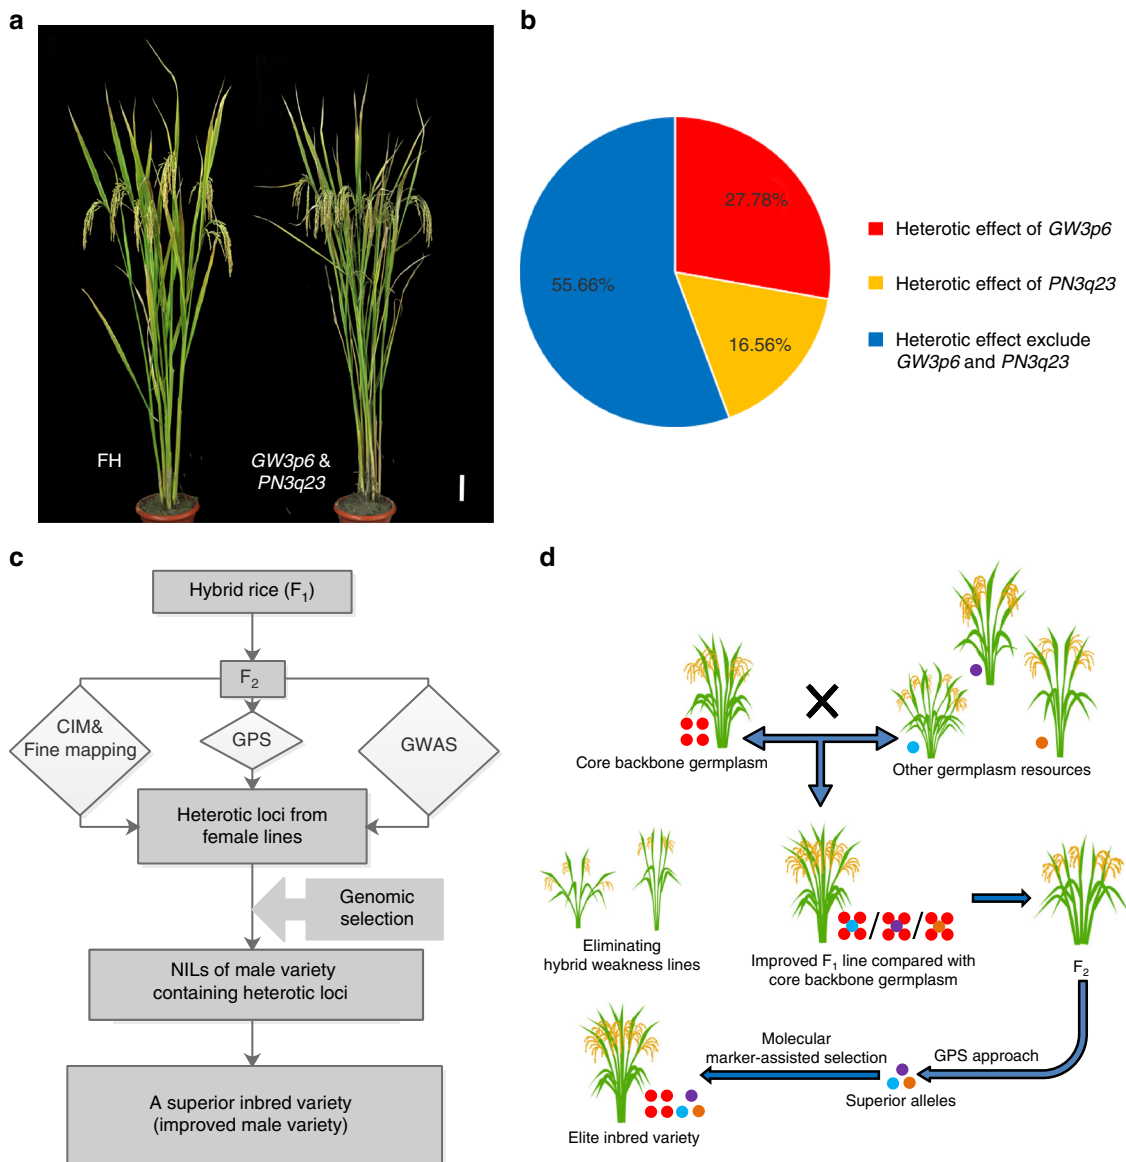 a
FH
GW3p6 &
PN3q23
b
27.78%
16.56%
55.66%
Heterotic effect of GW3p6
Heterotic effect of PN3q23
Heterotic effect exclude
GW3p6 and PN3q23
c
Hybrid rice (F1)
F2
CIM&
Fine mapping
GPS
GWAS
Heterotic loci from
female lines
Genomic
selection
NILs of male variety
containing heterotic loci
A superior inbred variety
(improved male variety)
d
Core backbone germplasm
Other germplasm resources
Eliminating
hybrid weakness lines
/ /
Improved F1 line compared with
core backbone germplasm
F2
GPS approach
Superior alleles
Molecular
marker-assisted selection
Elite inbred variety